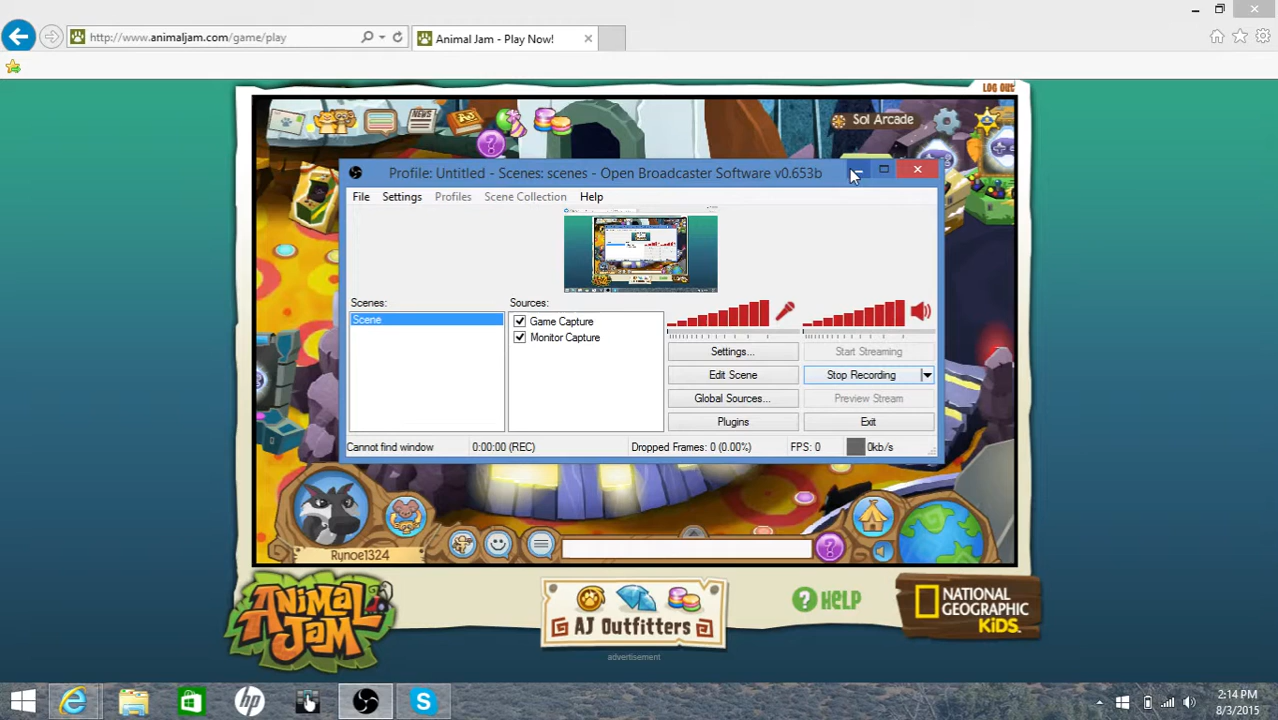 http://www.animaljam.com/game/play
Animal Jam - Play Now!
LOG OUT
NEWS
AJ
Sol Arcade
Profile: Untitled - Scenes: scenes - Open Broadcaster Software v0.653b
File Settings Profiles Scene Collection Help
Scenes: Sources:
Scene
Game Capture
Monitor Capture
Settings... Start Streaming
Edit Scene Stop Recording
Global Sources... Preview Stream
Plugins Exit
Cannot find window 0:00:00 (REC) Dropped Frames: 0 (0.00%) FPS: 0 0kb/s
Runoe1324
ANIMAL JAM
AJ Outfitters
? HELP
NATIONAL GEOGRAPHIC KiDS
advertisement
hp
S
2:14 PM
8/3/2015